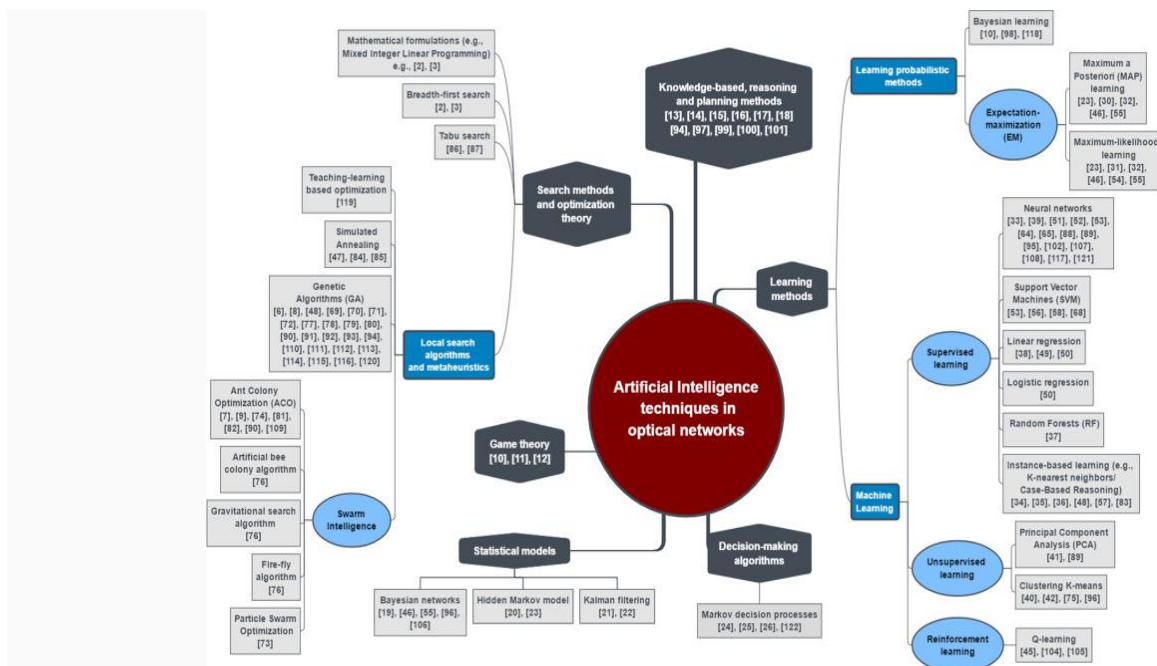 Mathematical formulations (e.g.,
Mixed Integer Linear Programming)
e.g., [2], [3]
Breadth-first search
[2], [3]
Tabu search
[86], [87]
Search methods
and optimization
theory
Teaching-learning
based optimization
[119]
Simulated
Annealing
[47], [84], [85]
Genetic
Algorithms (GA)
[6], [8], [48], [69], [70], [71],
[72], [77], [78], [79], [80],
[90], [91], [92], [93], [94],
[110], [111], [112], [113],
[114], [115], [116], [120]
Local search
algorithms
and metaheuristics
Ant Colony
Optimization (ACO)
[7], [9], [74], [81],
[82], [90], [109]
Artificial bee
colony algorithm
[76]
Gravitational search
algorithm
[76]
Fire-fly
algorithm
[76]
Particle Swarm
Optimization
[73]
Swarm
Intelligence
Knowledge-based, reasoning
and planning methods
[13], [14], [15], [16], [17], [18]
[94], [97], [99], [100], [101]
Artificial Intelligence
techniques in
optical networks
Game theory
[10], [11], [12]
Statistical models
Bayesian networks
[19], [46], [55], [96],
[106]
Hidden Markov model
[20], [23]
Kalman filtering
[21], [22]
Decision-making
algorithms
Markov decision processes
[24], [25], [26], [122]
Learning
methods
Learning probabilistic
methods
Bayesian learning
[10], [98], [118]
Expectation-
maximization
(EM)
Maximum a
Posteriori (MAP)
learning
[23], [30], [32],
[46], [55]
Maximum-likelihood
learning
[23], [31], [32],
[46], [54], [55]
Machine
Learning
Supervised
learning
Neural networks
[33], [39], [51], [52], [53],
[64], [65], [88], [89],
[95], [102], [107],
[108], [117], [121]
Support Vector
Machines (SVM)
[53], [56], [58], [68]
Linear regression
[38], [49], [50]
Logistic regression
[50]
Random Forests (RF)
[37]
Instance-based learning (e.g.,
K-nearest neighbors/
Case-Based Reasoning)
[34], [35], [36], [48], [57], [83]
Unsupervised
learning
Principal Component
Analysis (PCA)
[41], [89]
Clustering K-means
[40], [42], [75], [96]
Reinforcement
learning
Q-learning
[45], [104], [105]